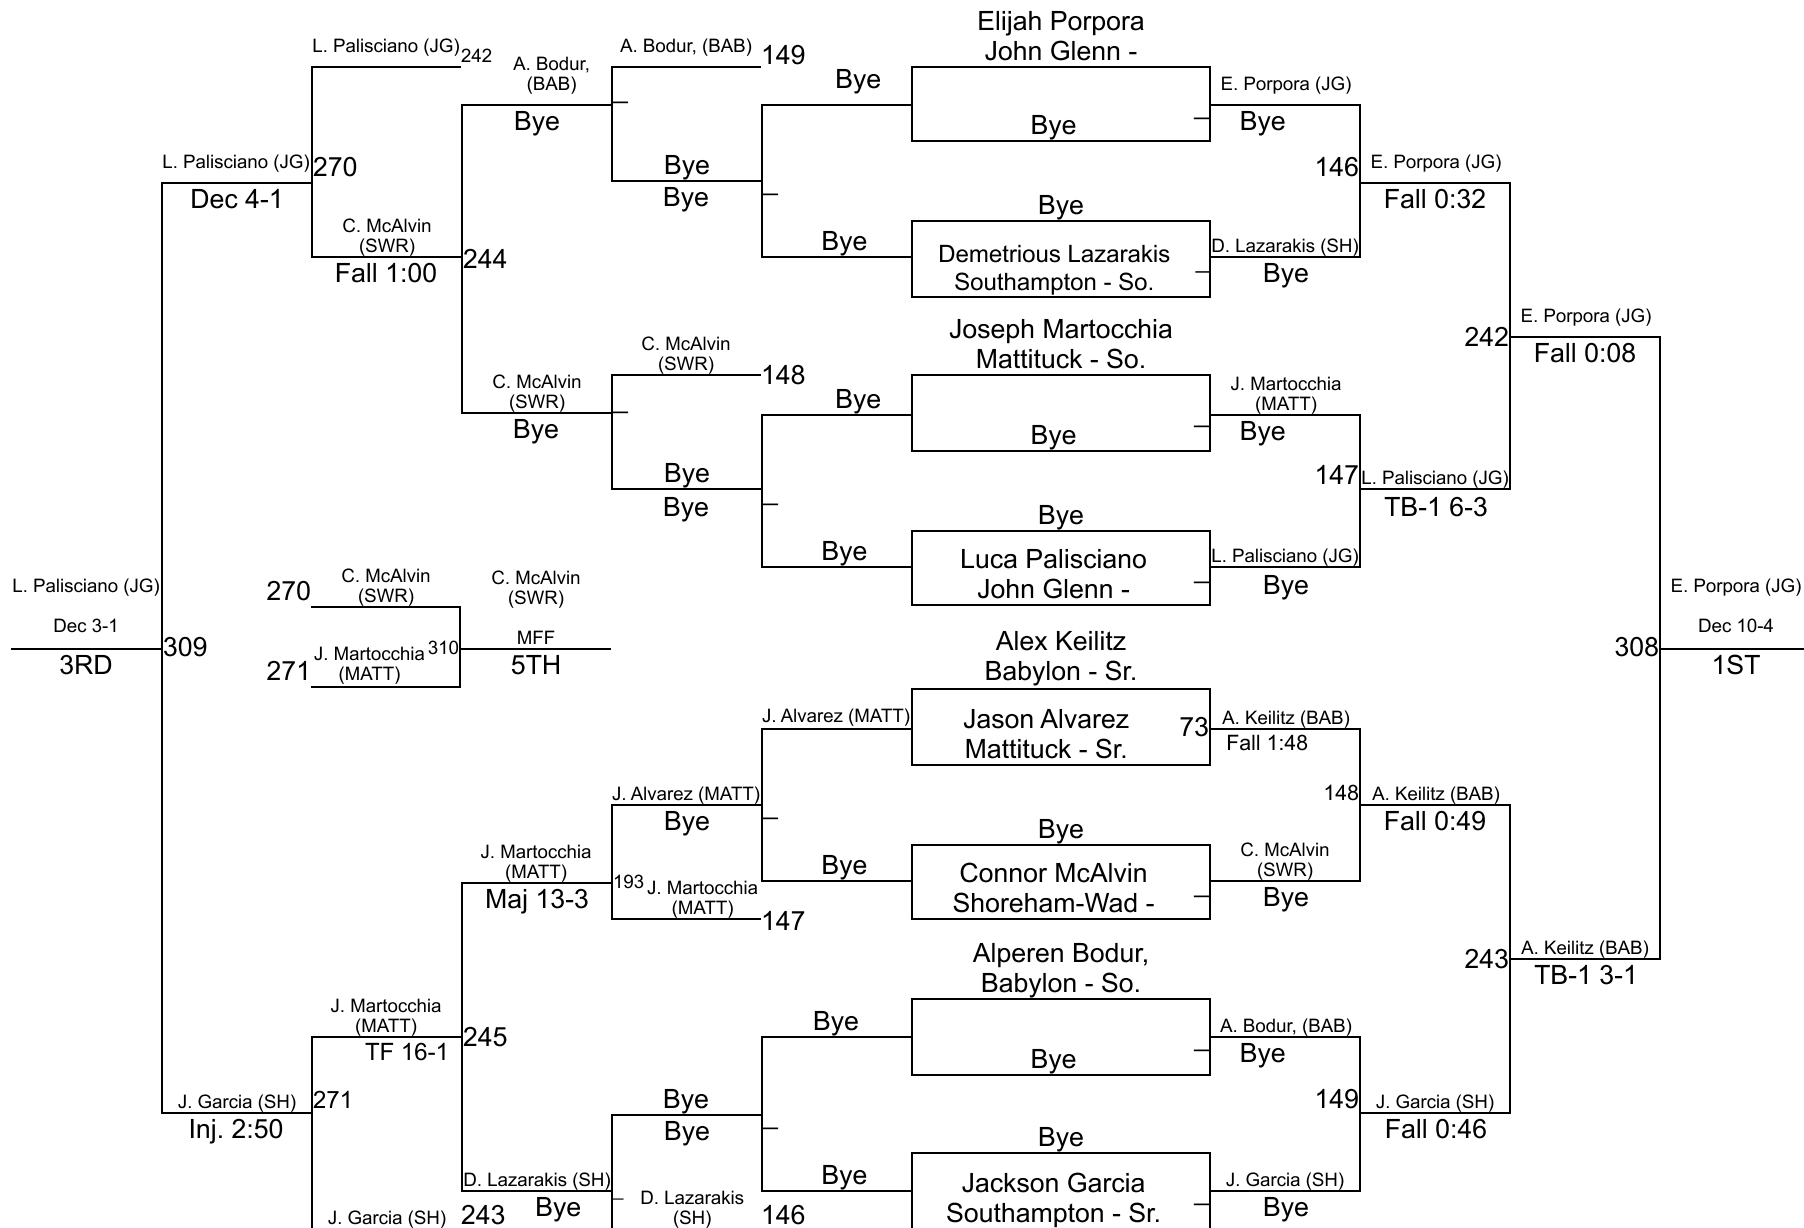 Elijah Porpora
John Glenn -
L. Palisciano (JG)
242
A. Bodur,
(BAB)
A. Bodur, (BAB)
149
Bye
E. Porpora (JG)
Bye
Bye
Bye
L. Palisciano (JG)
270
Dec 4-1
Bye
Bye
146
E. Porpora (JG)
Fall 0:32
C. McAlvin
(SWR)
244
Fall 1:00
Bye
Bye
Demetrious Lazarakis
Southampton - So.
D. Lazarakis (SH)
Bye
Joseph Martocchia
Mattituck - So.
E. Porpora (JG)
242
Fall 0:08
C. McAlvin
(SWR)
148
C. McAlvin
(SWR)
Bye
Bye
J. Martocchia
(MATT)
Bye
Bye
Bye
Bye
147
L. Palisciano (JG)
TB-1 6-3
Bye
Bye
Luca Palisciano
John Glenn -
L. Palisciano (JG)
Bye
L. Palisciano (JG)
Dec 3-1
3RD
309
270
C. McAlvin
(SWR)
C. McAlvin
(SWR)
271
J. Martocchia
(MATT)
310
MFF
5TH
E. Porpora (JG)
308
Dec 10-4
1ST
Alex Keilitz
Babylon - Sr.
J. Alvarez (MATT)
Jason Alvarez
Mattituck - Sr.
73
A. Keilitz (BAB)
Fall 1:48
J. Alvarez (MATT)
Bye
148
A. Keilitz (BAB)
Fall 0:49
J. Martocchia
(MATT)
Maj 13-3
193
J. Martocchia
(MATT)
147
Bye
Bye
Connor McAlvin
Shoreham-Wad -
C. McAlvin
(SWR)
Bye
Alperen Bodur,
Babylon - So.
243
A. Keilitz (BAB)
TB-1 3-1
J. Martocchia
(MATT)
TF 16-1
245
Bye
Bye
A. Bodur, (BAB)
Bye
J. Garcia (SH)
271
Inj. 2:50
Bye
Bye
149
J. Garcia (SH)
Fall 0:46
Bye
Bye
Jackson Garcia
Southampton - Sr.
J. Garcia (SH)
Bye
D. Lazarakis (SH)
Bye
D. Lazarakis
(SH)
146
J. Garcia (SH)
243